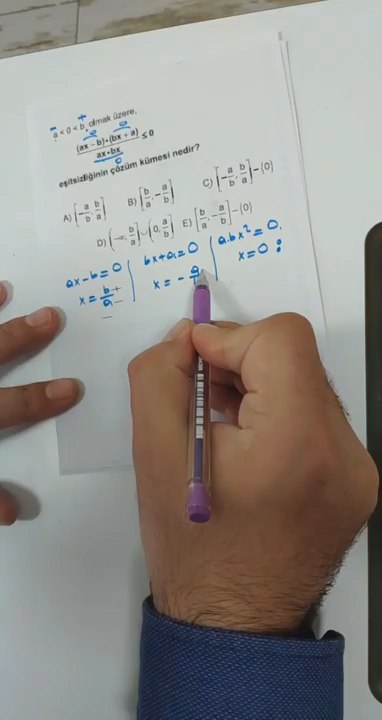 a < 0 < b, olmak üzere,
(ax – b)•(bx + a) / ax•bx ≤ 0
eşitsizliğinin çözüm kümesi nedir?
A) [-a/b, b/a] B) [b/a, -a/b] C) [-a/b, b/a] – {0}
D) (-∞, b/a] ∪ (0, a/b] E) [b/a, -a/b] – {0}
ax - b = 0 bx + a = 0 a.b x² = 0.
x = b/a x = - a x = 0 :